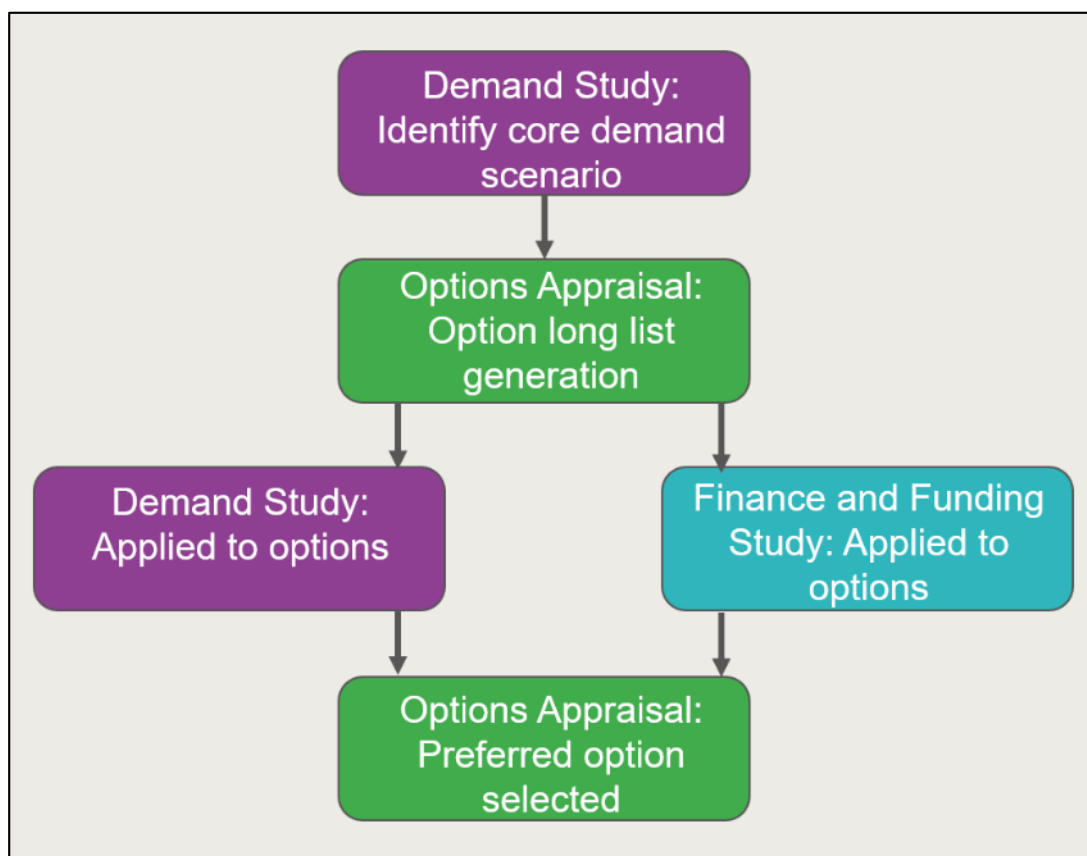 Demand Study:
Identify core demand
scenario
Options Appraisal:
Option long list
generation
Demand Study:
Applied to options
Finance and Funding
Study: Applied to
options
Options Appraisal:
Preferred option
selected